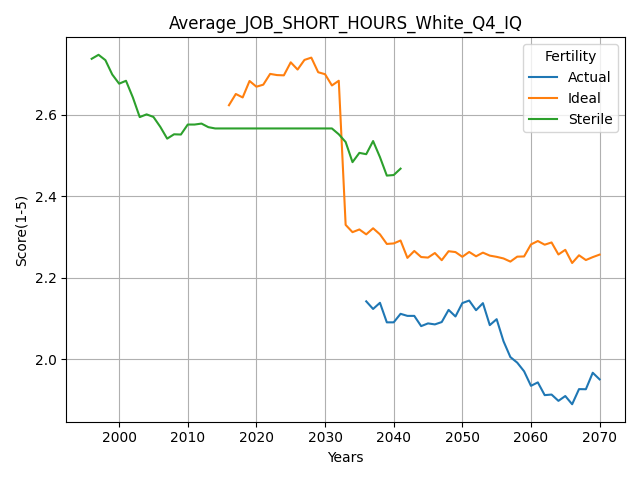 Average_JOB_SHORT_HOURS_White_Q4_IQ
Fertility
Actual
Ideal
Sterile
Score(1-5)
2.6
2.4
2.2
2.0
2000 2010 2020 2030 2040 2050 2060 2070
Years